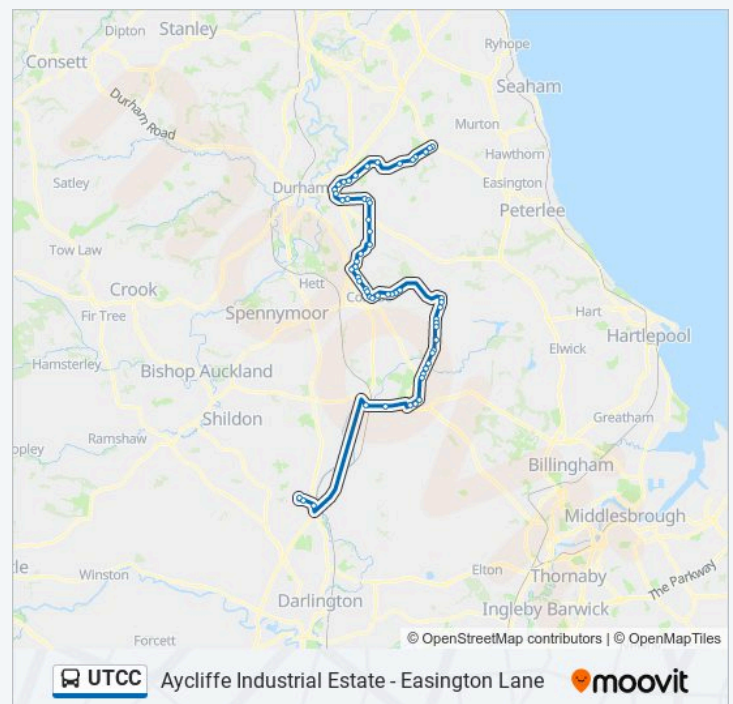 Dipton
Stanley
Ryhope
Consett
Seaham
Durham Road
Murton
Hawthorn
Satley
Durham
Easington
Peterlee
Tow Law
Crook
Hett
Fir Tree
Spennymoor
Hart
Hartlepool
Hamsterley
Elwick
Bishop Auckland
Shildon
Greatham
opley
Ramshaw
Billingham
Middlesbrough
tle
Winston
Elton
Thornaby
The Parkway
Darlington
Ingleby Barwick
Forcett
© OpenStreetMap contributors | © OpenMapTiles
UTCC
Aycliffe Industrial Estate - Easington Lane
moovit